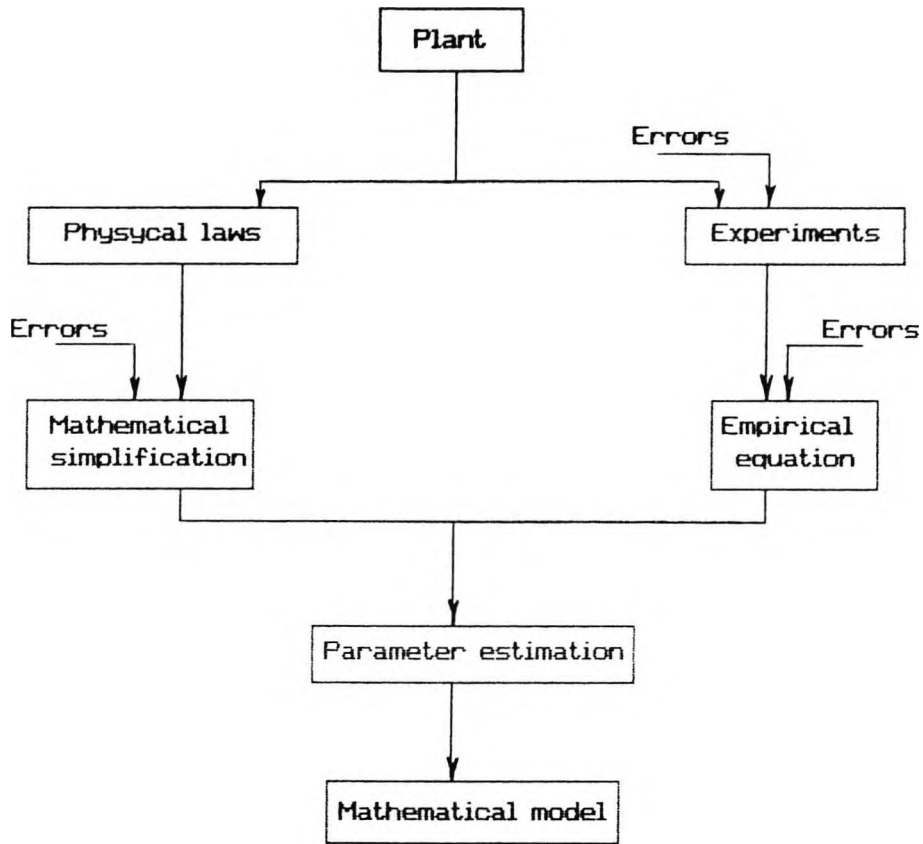 Plant
Errors
Physycal laws
Experiments
Errors
Errors
Mathematical
simplification
Empirical
equation
Parameter estimation
Mathematical model